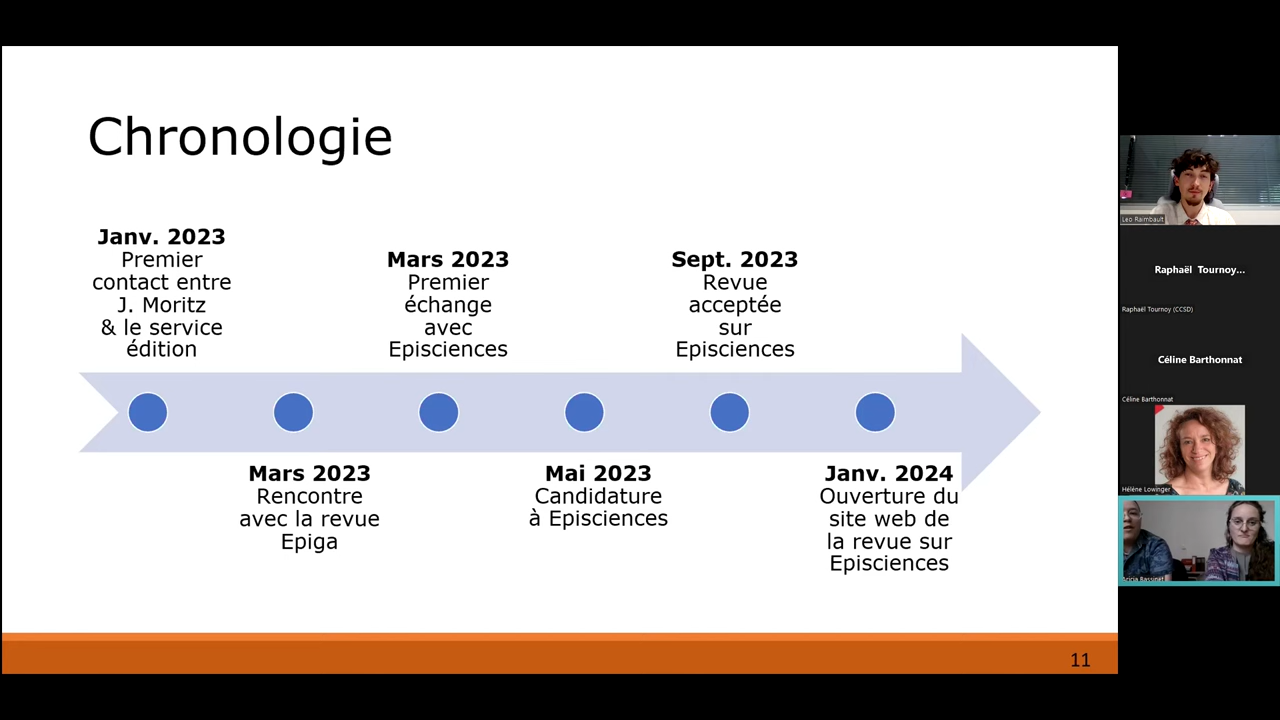 Chronologie
Janv. 2023
Premier
contact entre
J. Moritz
& le service
édition
Mars 2023
Rencontre
avec la revue
Epiga
Mars 2023
Premier
échange
avec
Episciences
Mai 2023
Candidature
à Episciences
Sept. 2023
Revue
acceptée
sur
Episciences
Janv. 2024
Ouverture du
site web de
la revue sur
Episciences
11
Leo Raimbault
Raphaël Tournoy...
Raphaël Tournoy (CCSD)
Céline Barthonnat
Céline Barthonnat
Hélène Lowinger
Aricia Bassinet